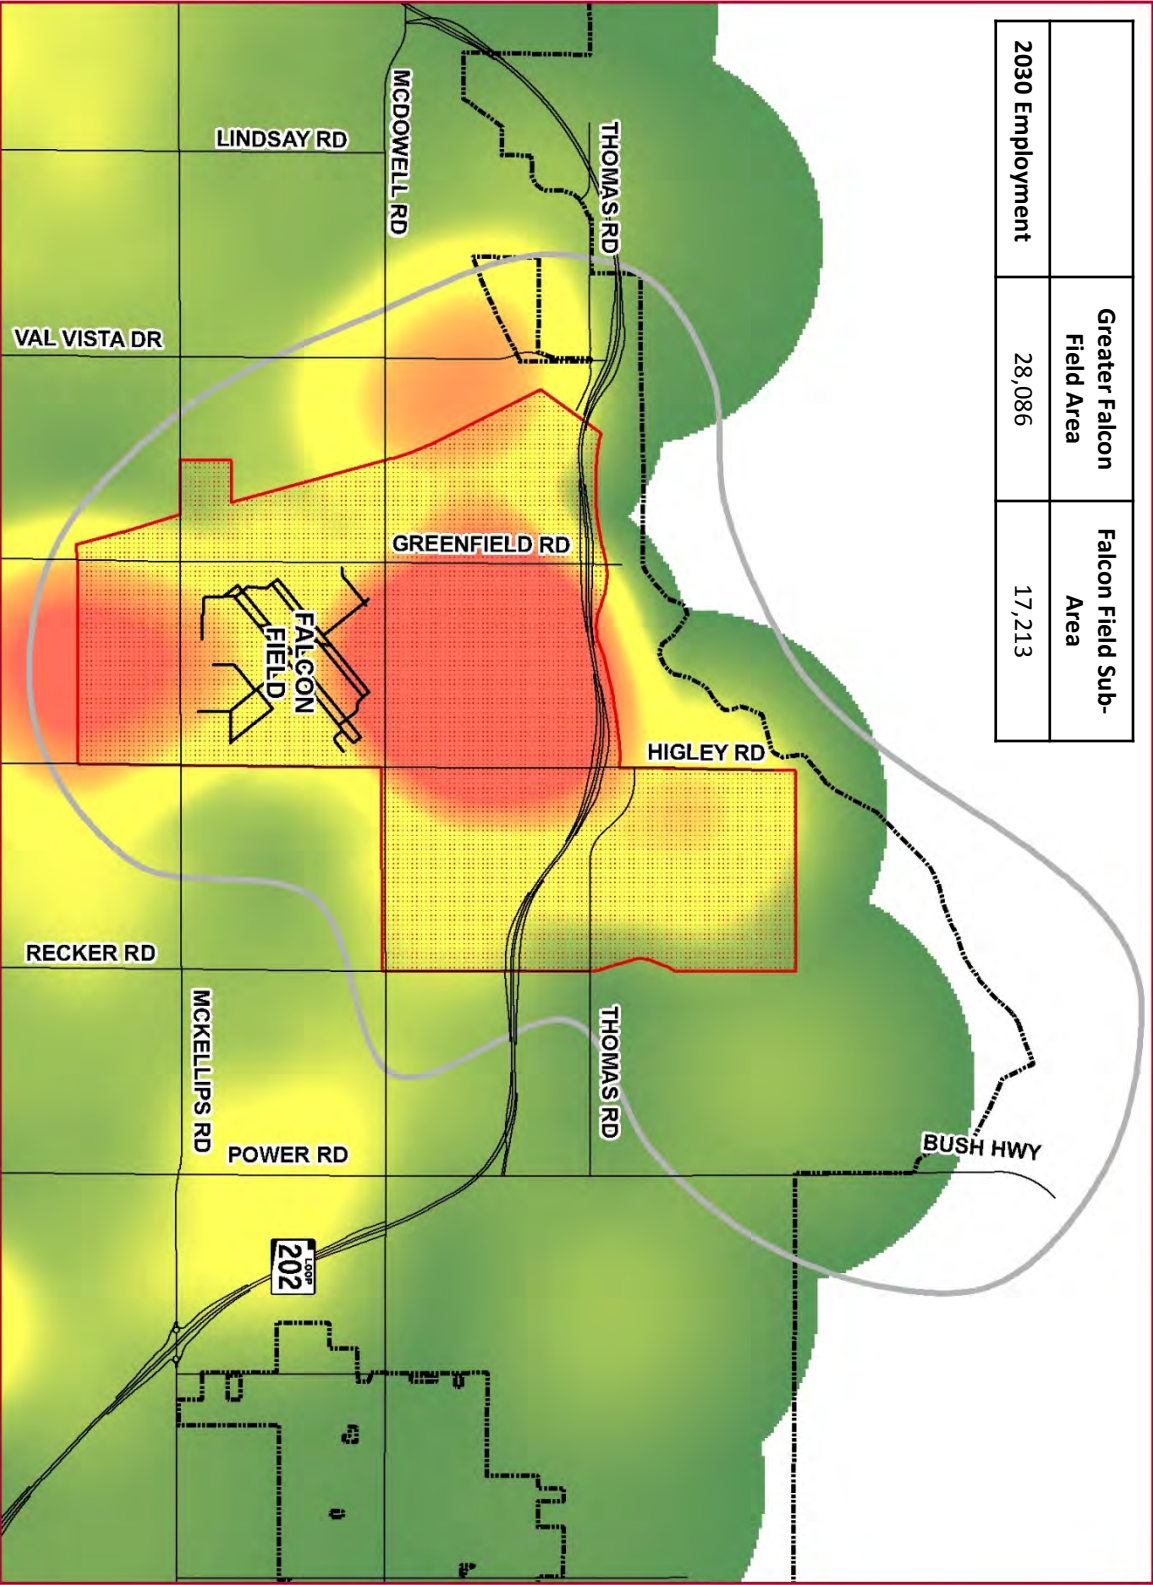 Greater Falcon
Field Area
Falcon Field Sub-
Area
2030 Employment
28,086
17,213
BUSH HWY
HIGLEY RD
THOMAS RD
THOMAS RD
GREENFIELD RD
MCDOWELL RD
LINDSAY RD
VAL VISTA DR
FALCON
FIELD
RECKER RD
POWER RD
MCKELLIPS RD
LOOP
202